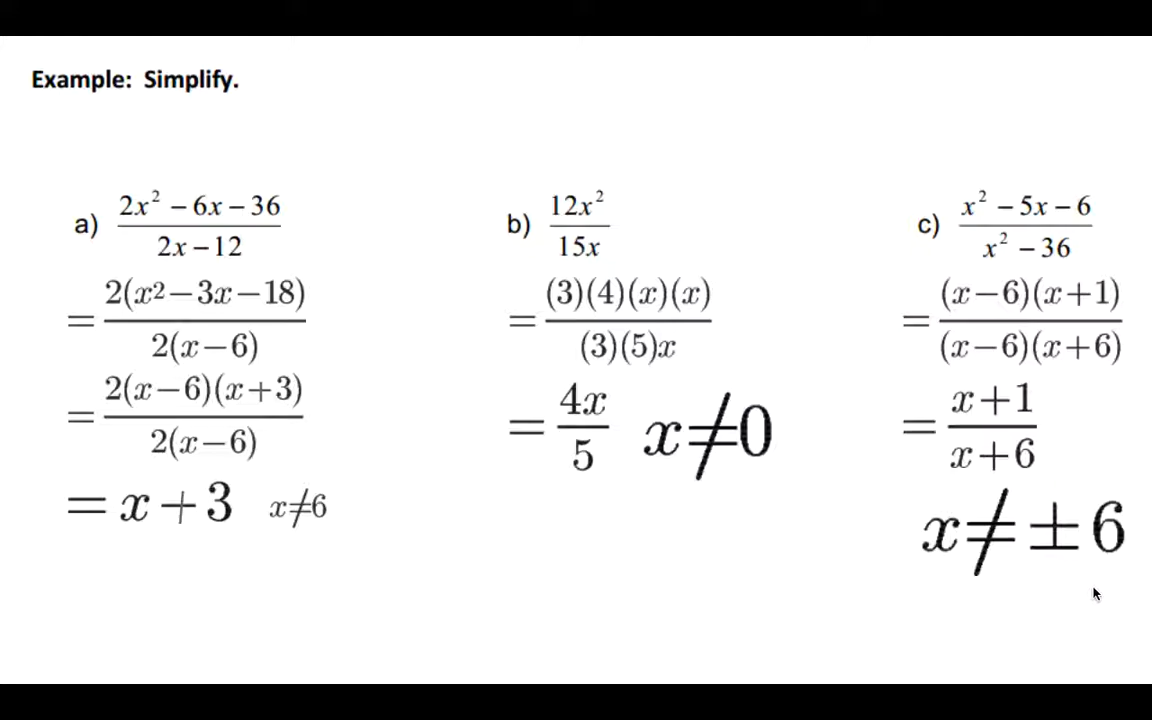 Example: Simplify.
a) (2x² − 6x − 36)/(2x − 12)
= 2(x2−3x−18)/2(x−6)
= 2(x−6)(x+3)/2(x−6)
= x+3 x≠6
b) 12x²/15x
= (3)(4)(x)(x)/(3)(5)x
= 4x/5 x≠0
c) (x² − 5x − 6)/(x² − 36)
= (x−6)(x+1)/(x−6)(x+6)
= (x+1)/(x+6)
x≠±6